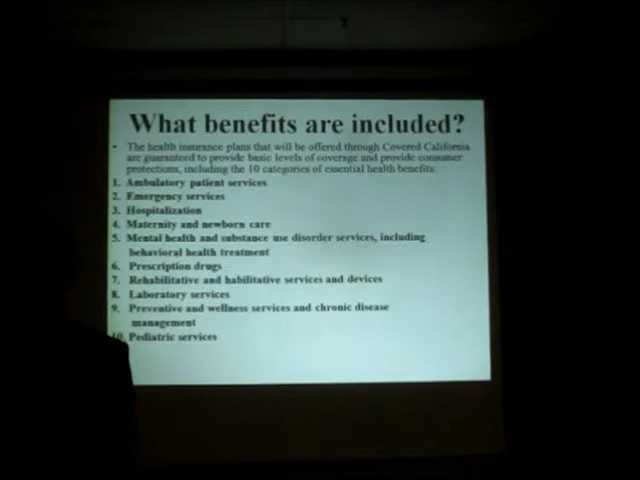 What benefits are included?
• The health insurance plans that will be offered through Covered California
are guaranteed to provide basic levels of coverage and provide consumer
protections, including the 10 categories of essential health benefits.
1. Ambulatory patient services
2. Emergency services
3. Hospitalization
4. Maternity and newborn care
5. Mental health and substance use disorder services, including
behavioral health treatment
6. Prescription drugs
7. Rehabilitative and habilitative services and devices
8. Laboratory services
9. Preventive and wellness services and chronic disease
management
10. Pediatric services